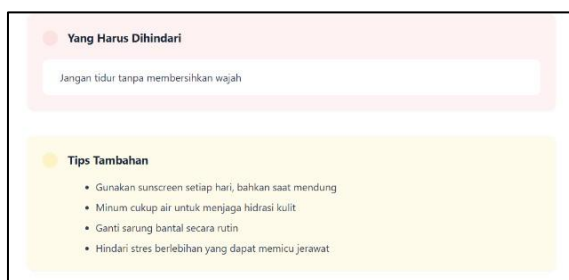 Yang Harus Dihindari
Jangan tidur tanpa membersihkan wajah
Tips Tambahan
• Gunakan sunscreen setiap hari, bahkan saat mendung
• Minum cukup air untuk menjaga hidrasi kulit
• Ganti sarung bantal secara rutin
• Hindari stres berlebihan yang dapat memicu jerawat